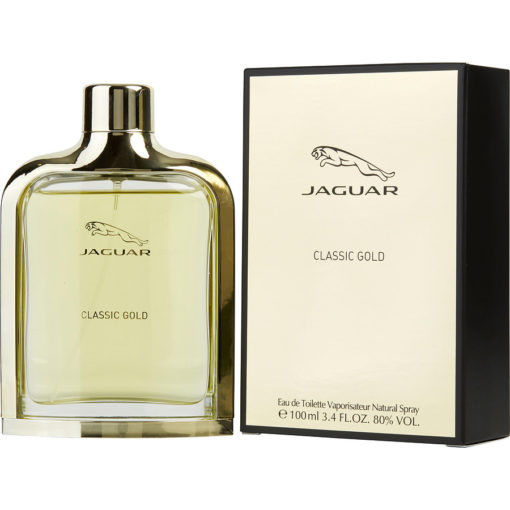 JAGUAR
CLASSIC GOLD
JAGUAR
CLASSIC GOLD
Eau de Toilette Vaporisateur Natural Spray
℮ 100ml 3.4 FL.OZ. 80% VOL.